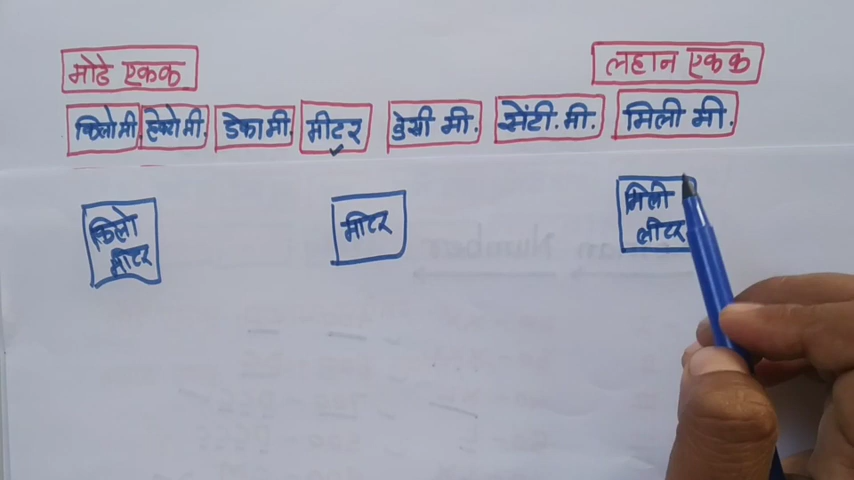 मोठे एकक
लहान एकक
किलो मी. हेक्टो मी. डेका मी. मीटर डेसी मी. सेंटी. मी. मिली मी.
किलो
मीटर
मीटर
मिली
लीटर